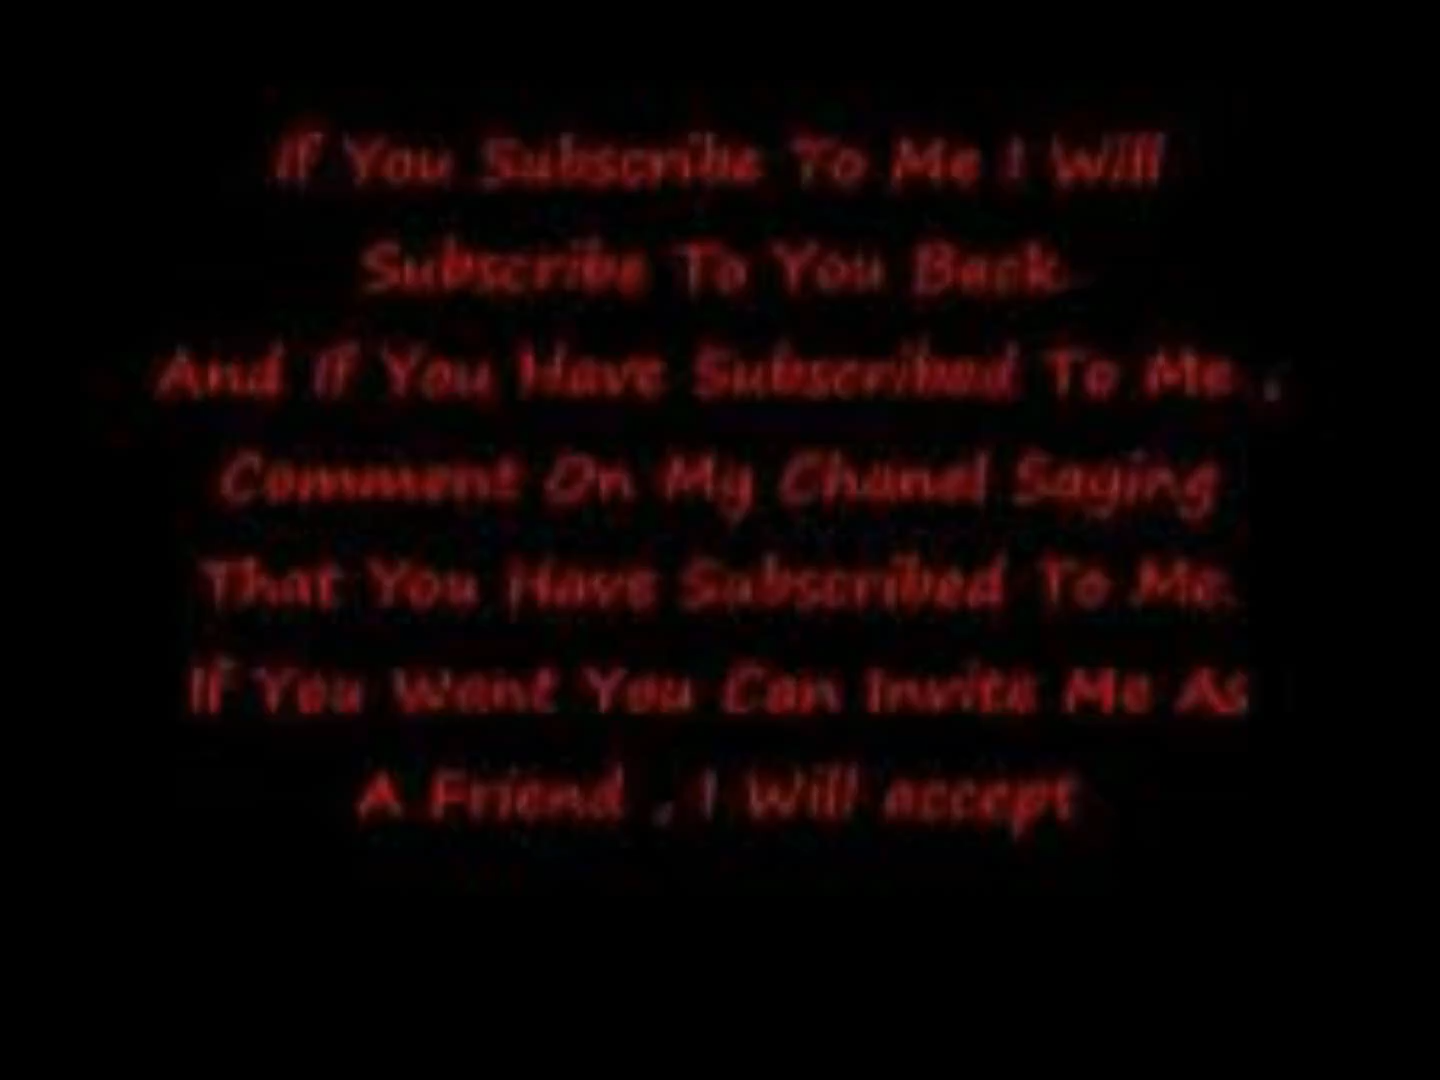 If You Subscribe To Me I Will
Subscribe To You Back
And If You Have Subscribed To Me ,
Comment On My Chanel Saying
That You Have Subscribed To Me.
If You Want You Can Invite Me As
A Friend , I Will accept